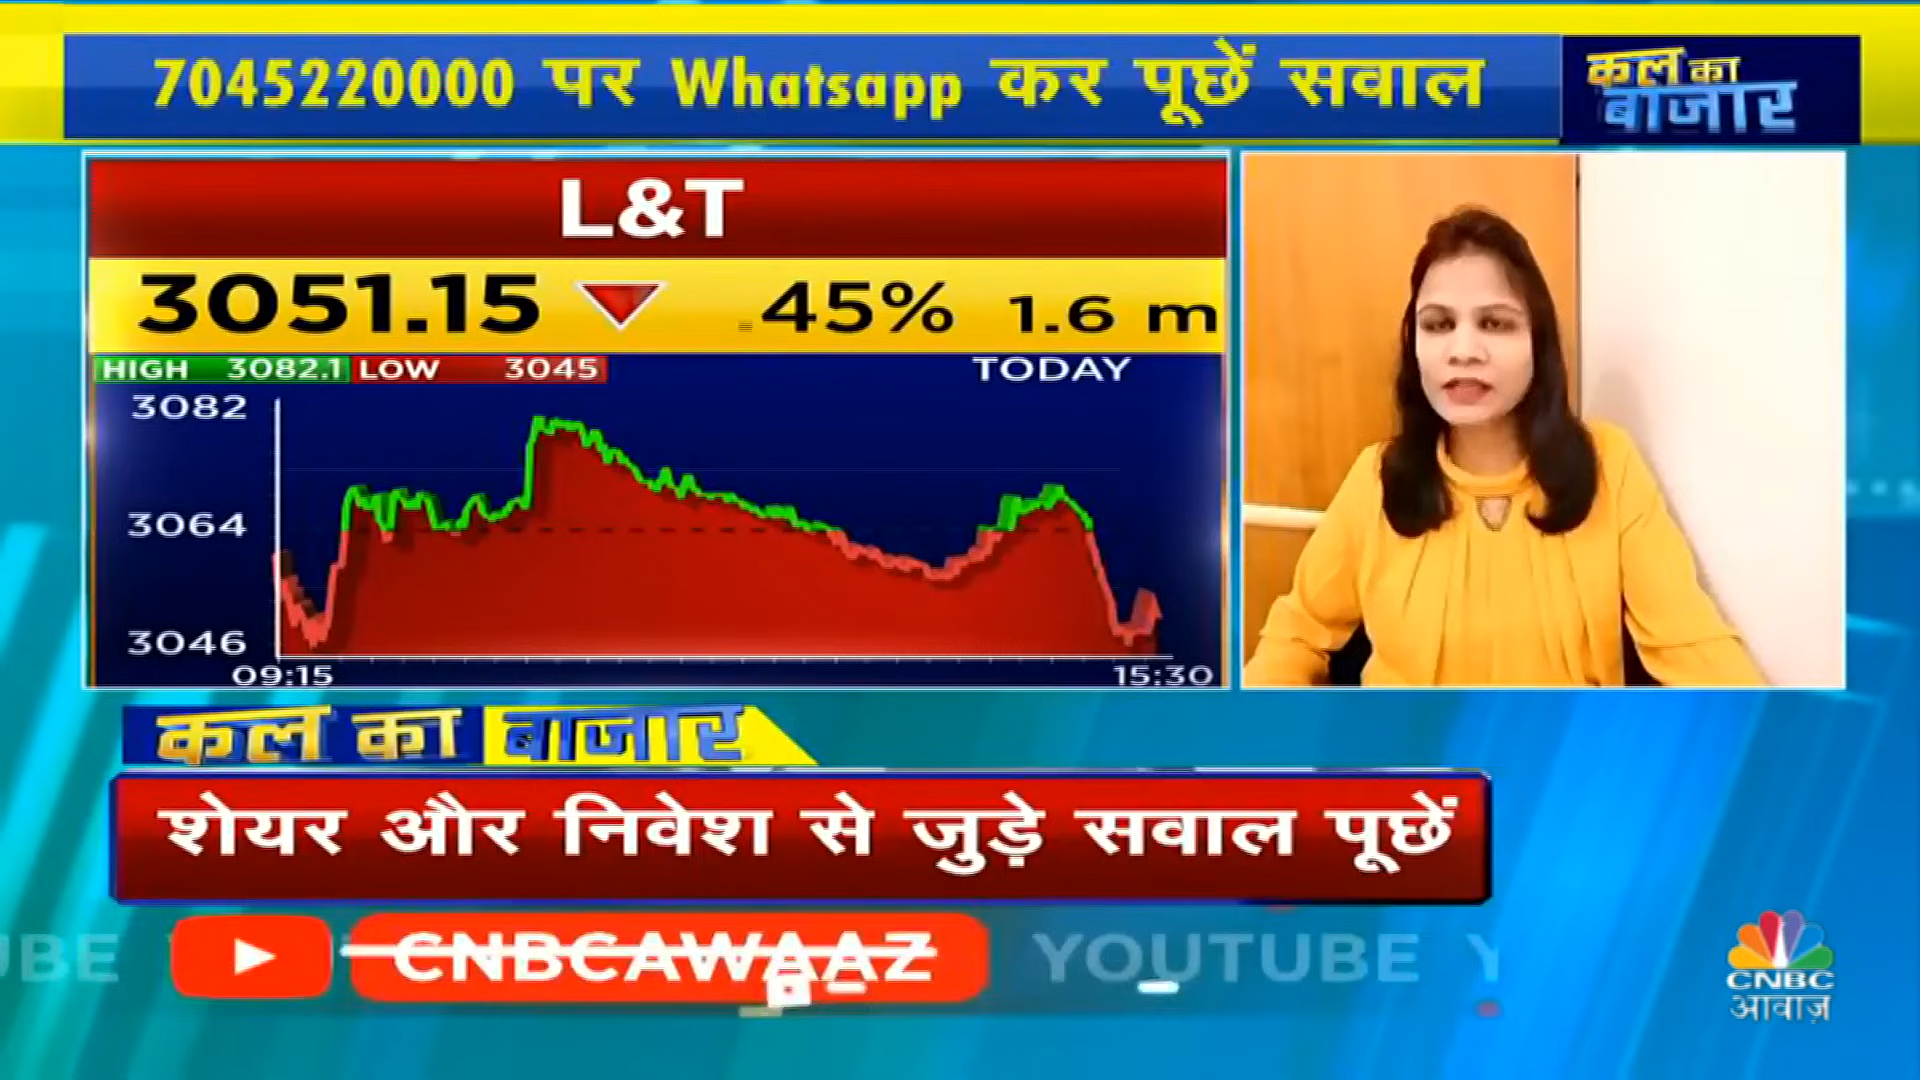 7045220000 पर Whatsapp कर पूछें सवाल
कल का
बाजार
L&T
3051.15 .45% 1.6 m
HIGH 3082.1 LOW 3045 TODAY
3082
3064
3046
09:15 15:30
कल का बाजार
शेयर और निवेश से जुड़े सवाल पूछें
UBE CNBCAWAAZ YOUTUBE Y
CNBC
आवाज़